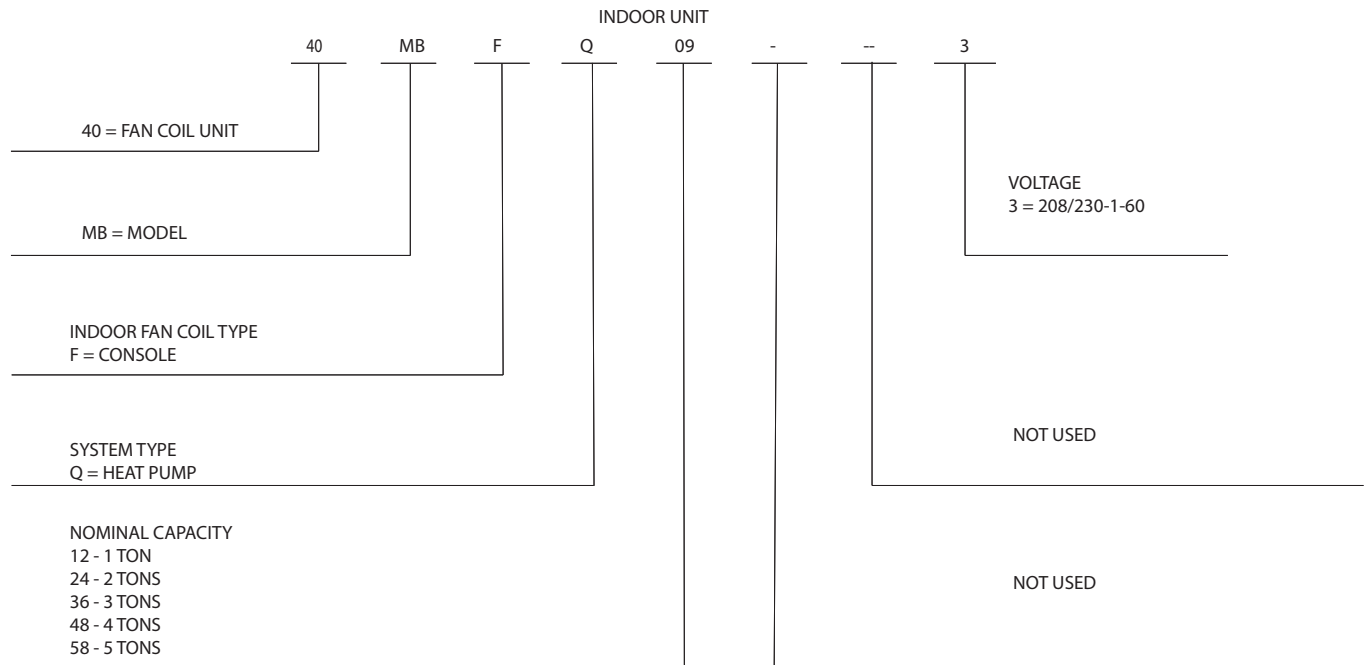 INDOOR UNIT
40 MB F Q 09 - -- 3
40 = FAN COIL UNIT
VOLTAGE
3 = 208/230-1-60
MB = MODEL
INDOOR FAN COIL TYPE
F = CONSOLE
NOT USED
SYSTEM TYPE
Q = HEAT PUMP
NOMINAL CAPACITY
12 - 1 TON
24 - 2 TONS
36 - 3 TONS
48 - 4 TONS
58 - 5 TONS
NOT USED